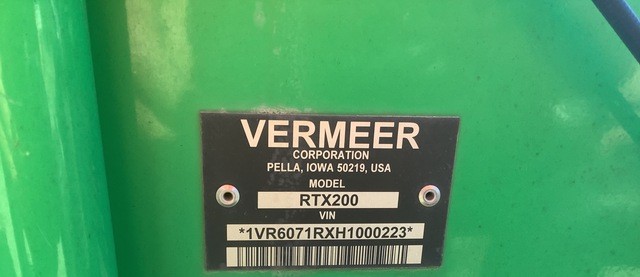 VERMEER
CORPORATION
PELLA, IOWA 50219, USA
MODEL
RTX200
VIN
*1VR6071RXH1000223*